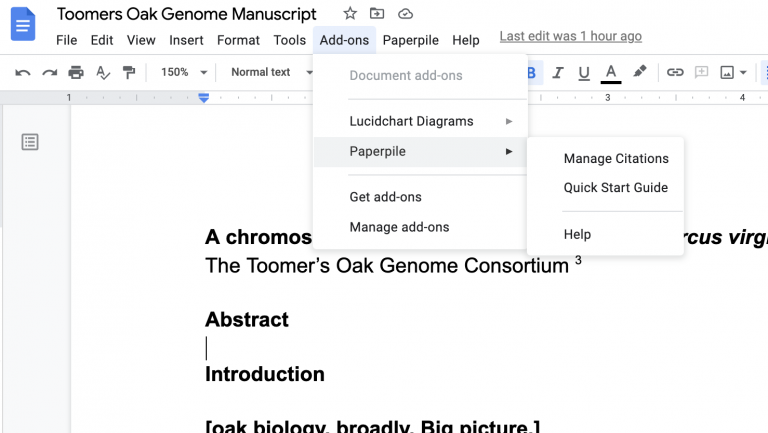 Toomers Oak Genome Manuscript
File Edit View Insert Format Tools Add-ons Paperpile Help Last edit was 1 hour ago
150% Normal text B I U A
1 3 4
Document add-ons
Lucidchart Diagrams
Paperpile
Get add-ons
Manage add-ons
Manage Citations
Quick Start Guide
Help
A chromos rcus virg
The Toomer's Oak Genome Consortium 3
Abstract
Introduction
[oak biology, broadly. Big picture.]